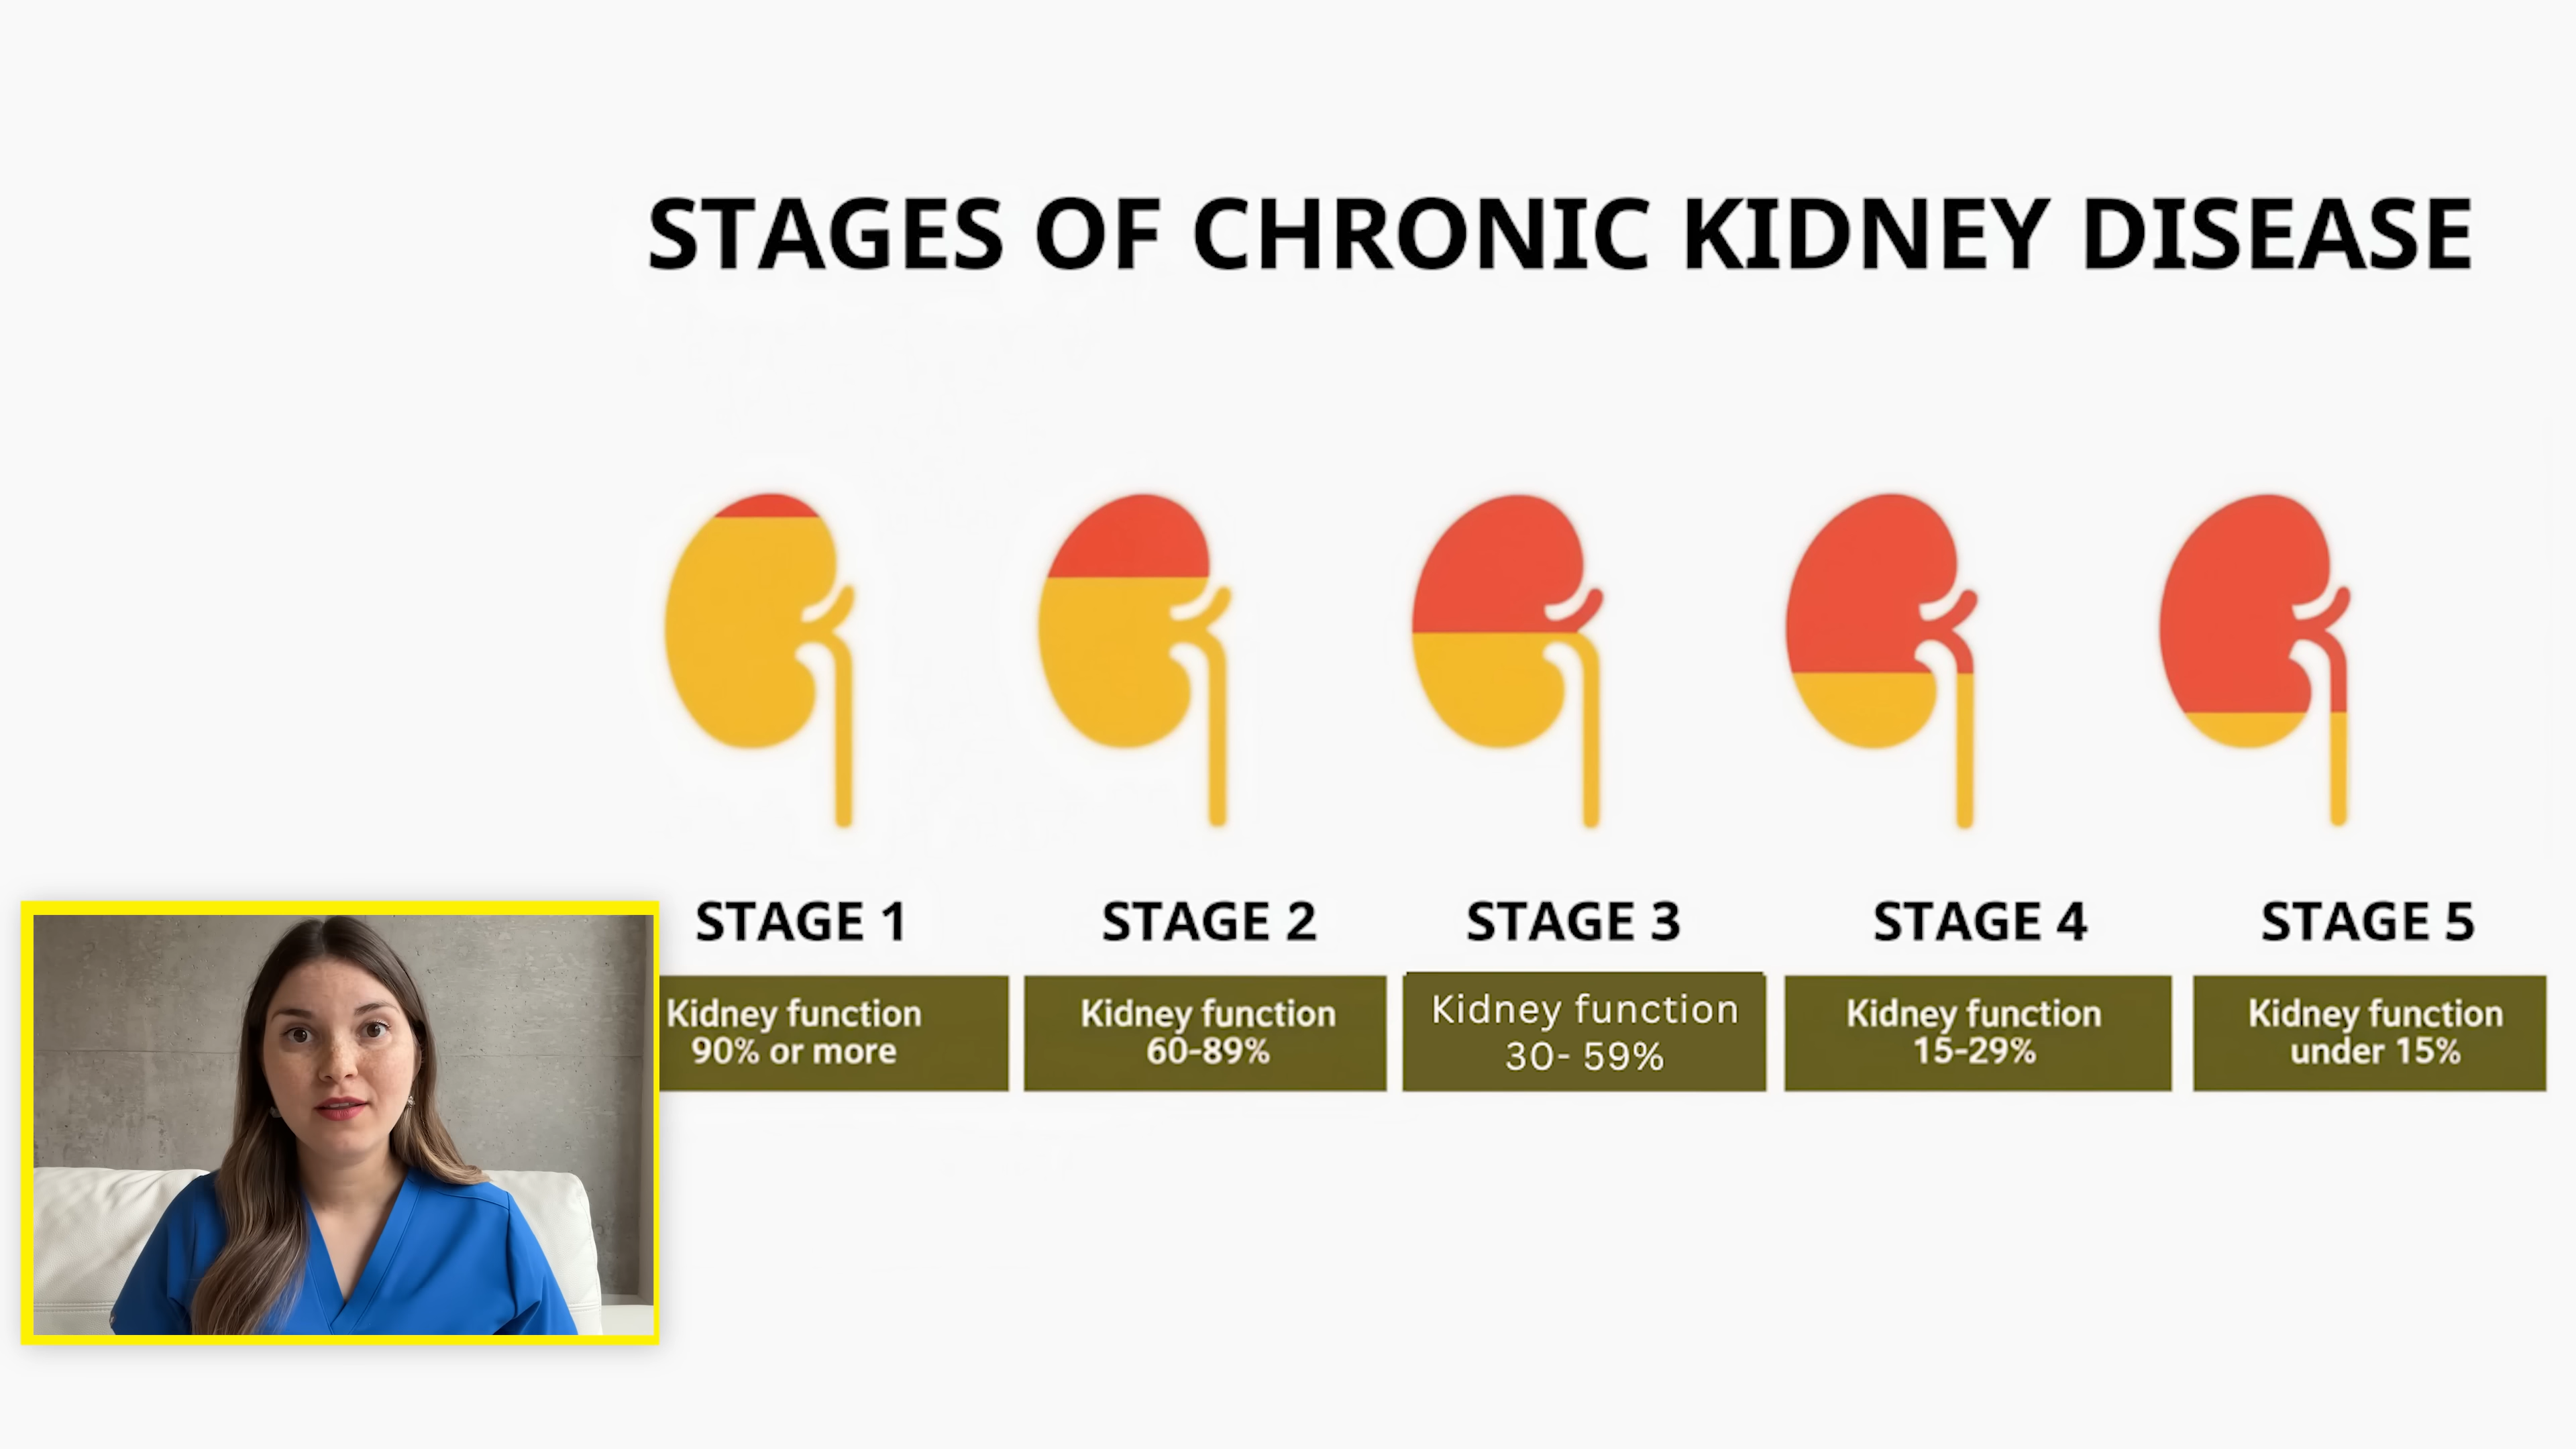 STAGES OF CHRONIC KIDNEY DISEASE
STAGE 1
Kidney function
90% or more
STAGE 2
Kidney function
60-89%
STAGE 3
Kidney function
30- 59%
STAGE 4
Kidney function
15-29%
STAGE 5
Kidney function
under 15%